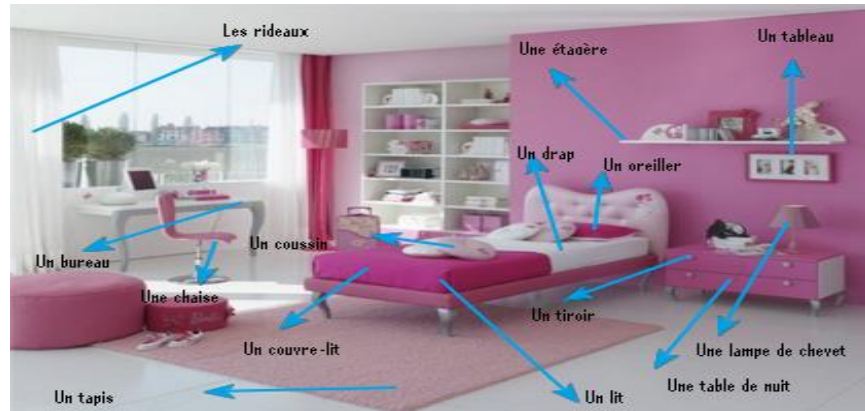 Les rideaux
Un tableau
Une étagère
Un drap
Un oreiller
Un coussin
Un bureau
Une chaise
Un tiroir
Un couvre-lit
Une lampe de chevet
Une table de nuit
Un lit
Un tapis